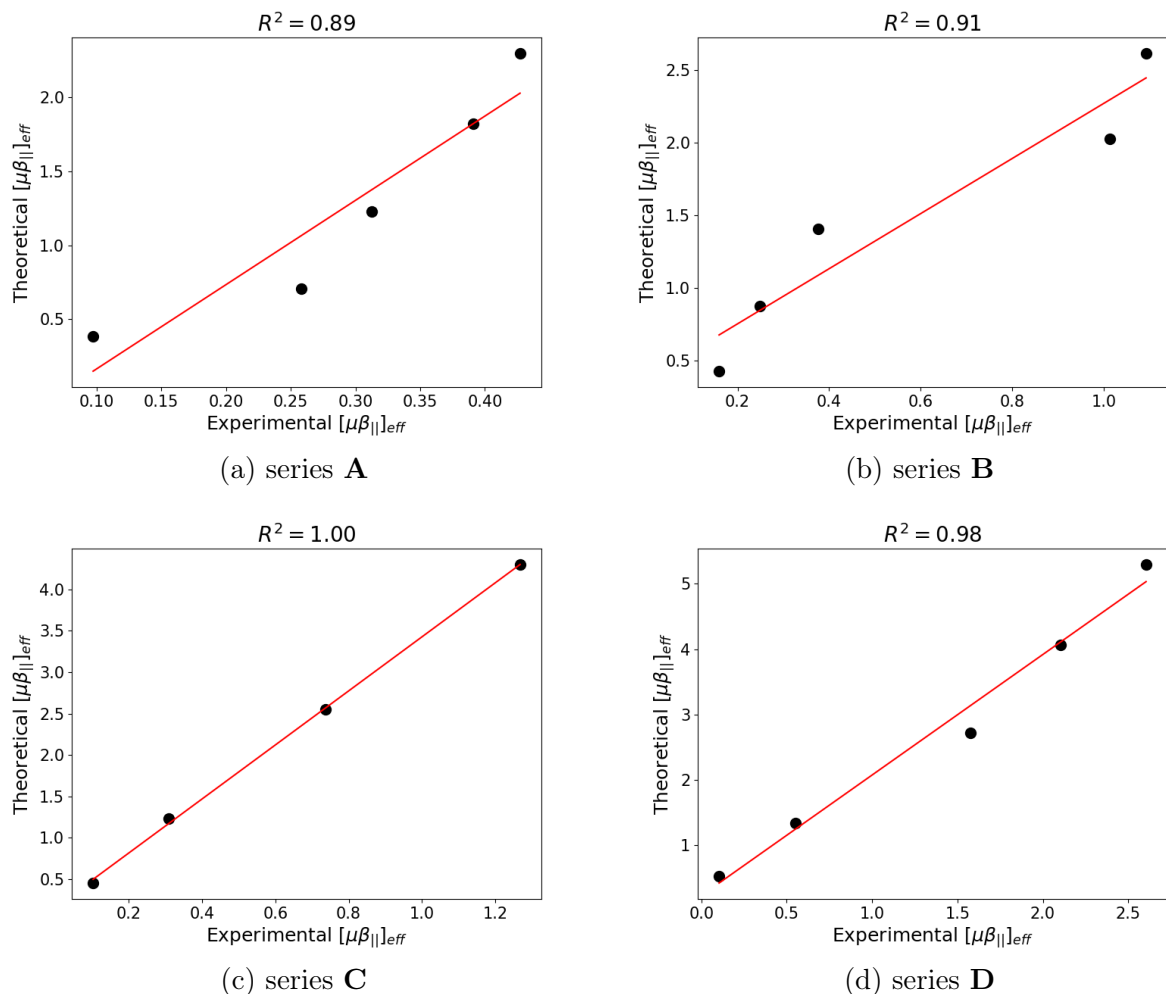 R² = 0.89
2.0
1.5
1.0
0.5
Theoretical [μβ||]eff
0.10 0.15 0.20 0.25 0.30 0.35 0.40
Experimental [μβ||]eff
(a) series A
R² = 0.91
2.5
2.0
1.5
1.0
0.5
Theoretical [μβ||]eff
0.2 0.4 0.6 0.8 1.0
Experimental [μβ||]eff
(b) series B
R² = 1.00
4.0
3.5
3.0
2.5
2.0
1.5
1.0
0.5
Theoretical [μβ||]eff
0.2 0.4 0.6 0.8 1.0 1.2
Experimental [μβ||]eff
(c) series C
R² = 0.98
5
4
3
2
1
Theoretical [μβ||]eff
0.0 0.5 1.0 1.5 2.0 2.5
Experimental [μβ||]eff
(d) series D